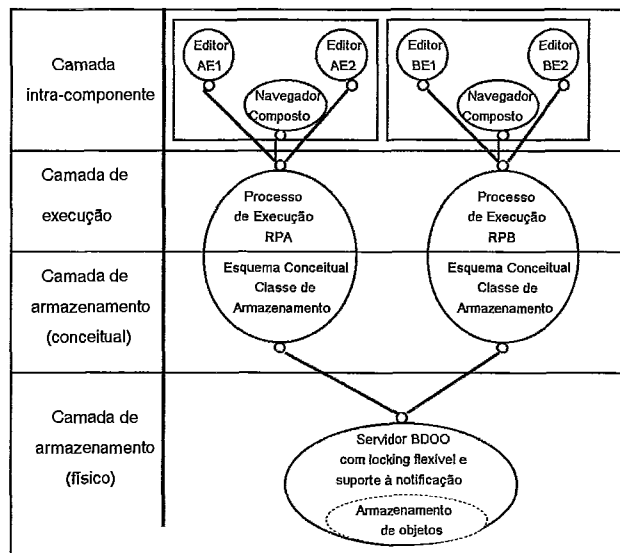 Camada
intra-componente
Editor
AE1
Editor
AE2
Navegador
Composto
Editor
BE1
Editor
BE2
Navegador
Composto
Camada de
execução
Processo
de Execução
RPA
Processo
de Execução
RPB
Camada de
armazenamento
(conceitual)
Esquema Conceitual
Classe de
Armazenamento
Esquema Conceitual
Classe de
Armazenamento
Camada de
armazenamento
(físico)
Servidor BDOO
com locking flexível e
suporte à notificação
Armazenamento
de objetos